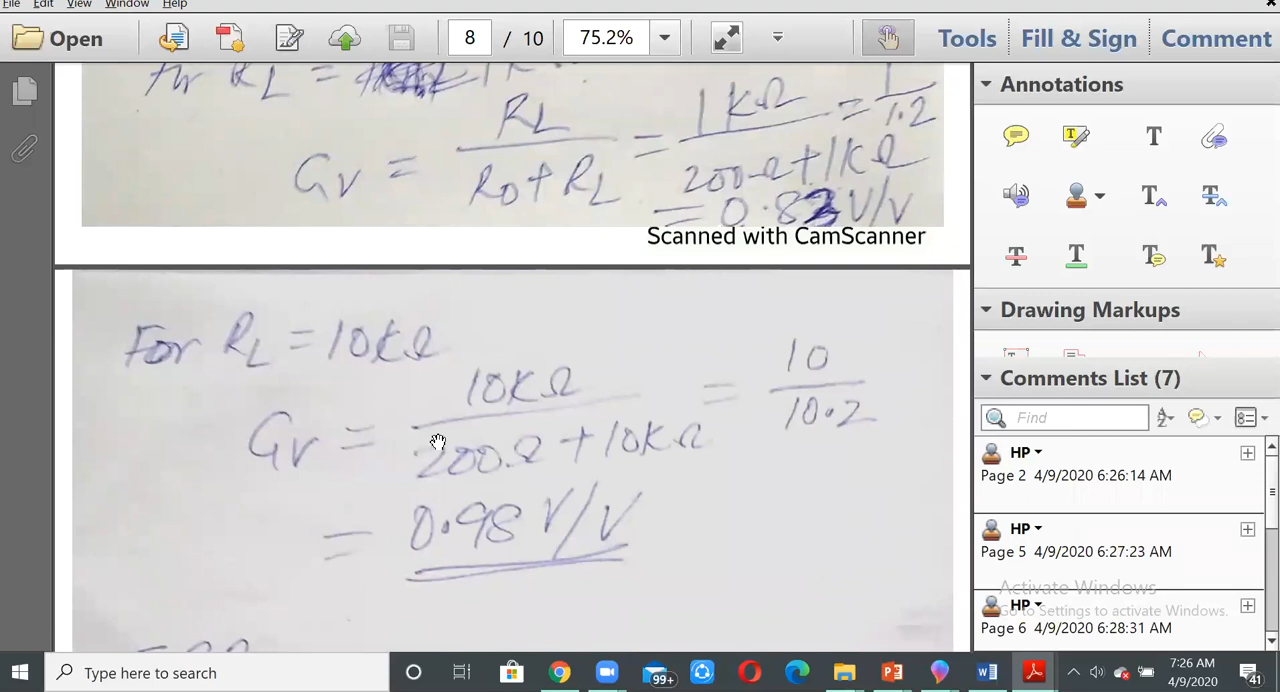 File Edit View Window Help
Open 8 / 10 75.2% Tools Fill & Sign Comment
for RL = 1K
Gv = RL / Ro+RL = 1KΩ / 200Ω+1KΩ = 1 / 1.2
= 0.83 V/V
Scanned with CamScanner
For RL = 10KΩ
Gv = 10KΩ / 200Ω + 10KΩ = 10 / 10.2
= 0.98 V/V
Annotations
T
Drawing Markups
Comments List (7)
Find
HP
Page 2 4/9/2020 6:26:14 AM
HP
Page 5 4/9/2020 6:27:23 AM
HP
Page 6 4/9/2020 6:28:31 AM
Activate Windows
Go to Settings to activate Windows.
Type here to search
99+
7:26 AM
4/9/2020
41